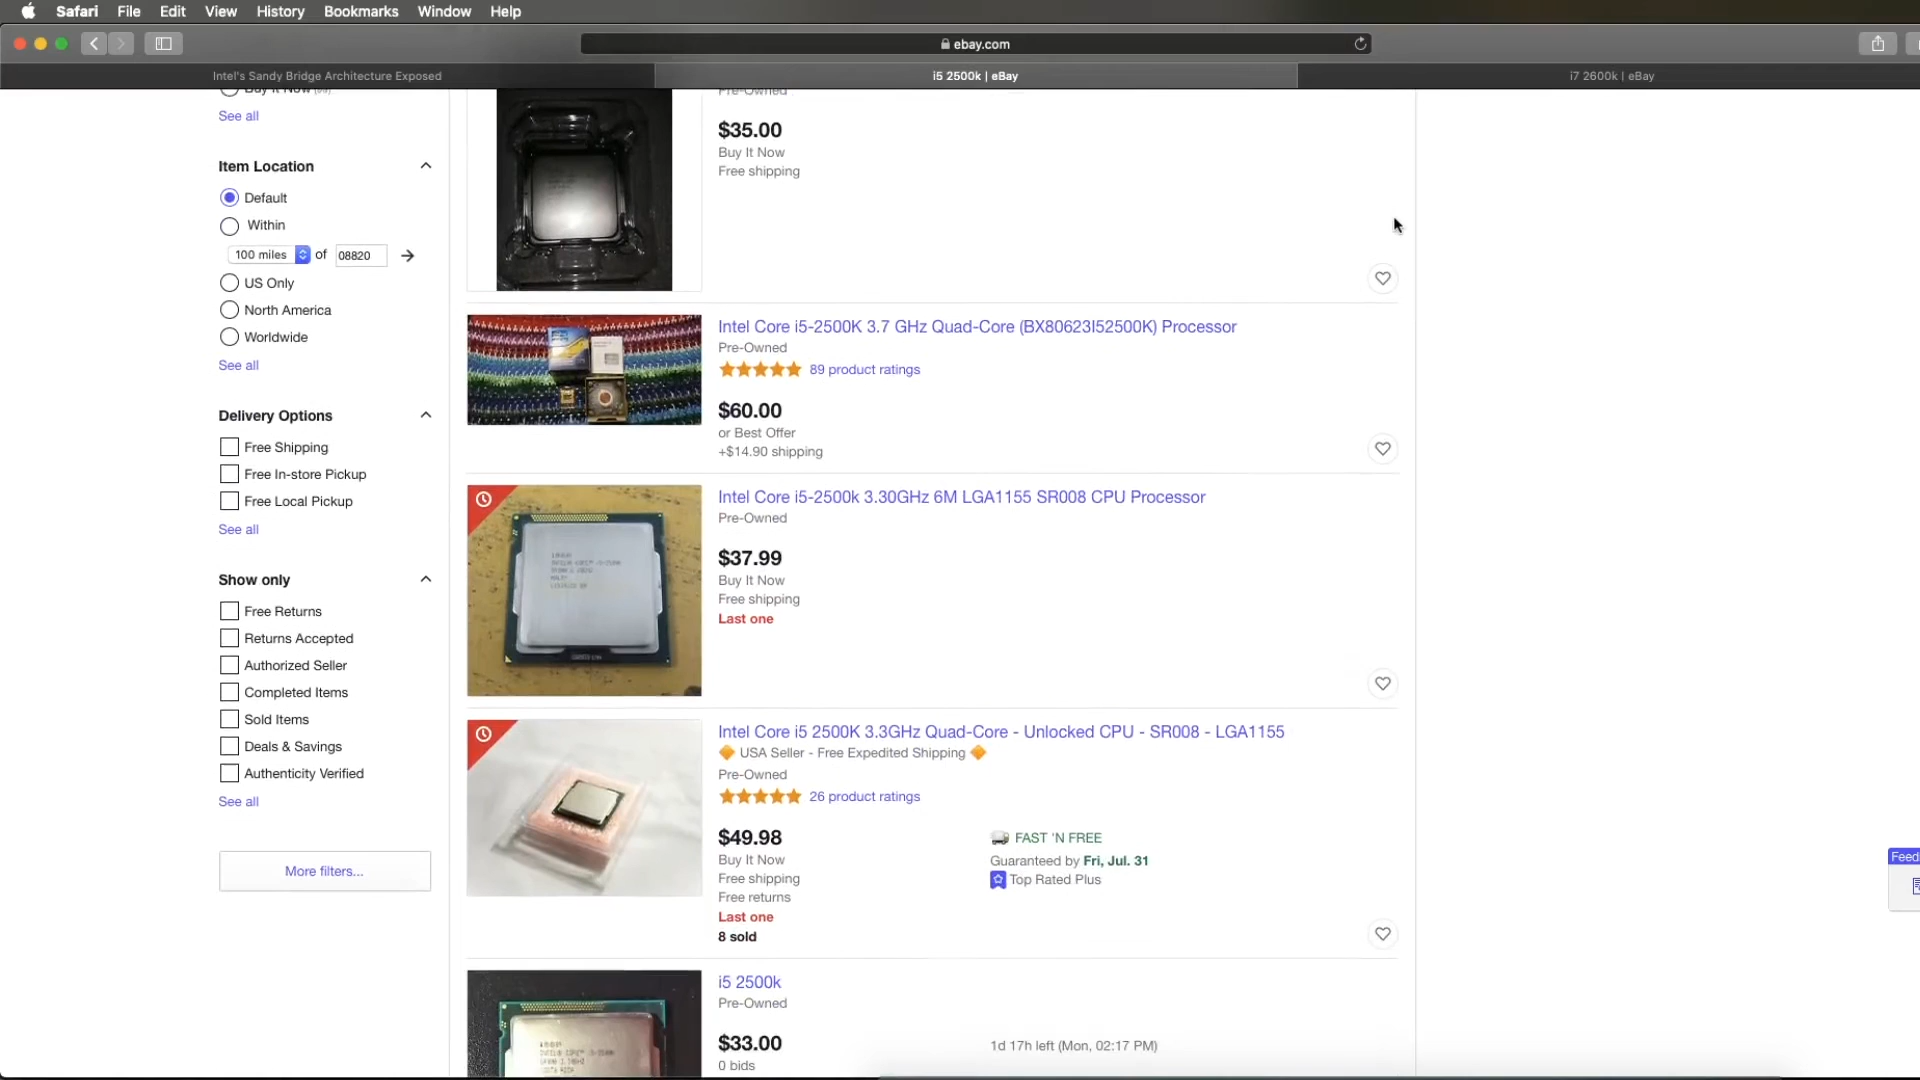 Safari File Edit View History Bookmarks Window Help
ebay.com
Intel's Sandy Bridge Architecture Exposed
i5 2500k | eBay
i7 2600k | eBay
Buy It Now
See all
Item Location
Default
Within
100 miles of 08820
US Only
North America
Worldwide
See all
Delivery Options
Free Shipping
Free In-store Pickup
Free Local Pickup
See all
Show only
Free Returns
Returns Accepted
Authorized Seller
Completed Items
Sold Items
Deals & Savings
Authenticity Verified
See all
More filters...
Pre-Owned
$35.00
Buy It Now
Free shipping
Intel Core i5-2500K 3.7 GHz Quad-Core (BX80623I52500K) Processor
Pre-Owned
89 product ratings
$60.00
or Best Offer
+$14.90 shipping
Intel Core i5-2500k 3.30GHz 6M LGA1155 SR008 CPU Processor
Pre-Owned
$37.99
Buy It Now
Free shipping
Last one
Intel Core i5 2500K 3.3GHz Quad-Core - Unlocked CPU - SR008 - LGA1155
USA Seller - Free Expedited Shipping
Pre-Owned
26 product ratings
$49.98
Buy It Now
Free shipping
Free returns
Last one
8 sold
FAST 'N FREE
Guaranteed by Fri, Jul. 31
Top Rated Plus
i5 2500k
Pre-Owned
$33.00
0 bids
1d 17h left (Mon, 02:17 PM)